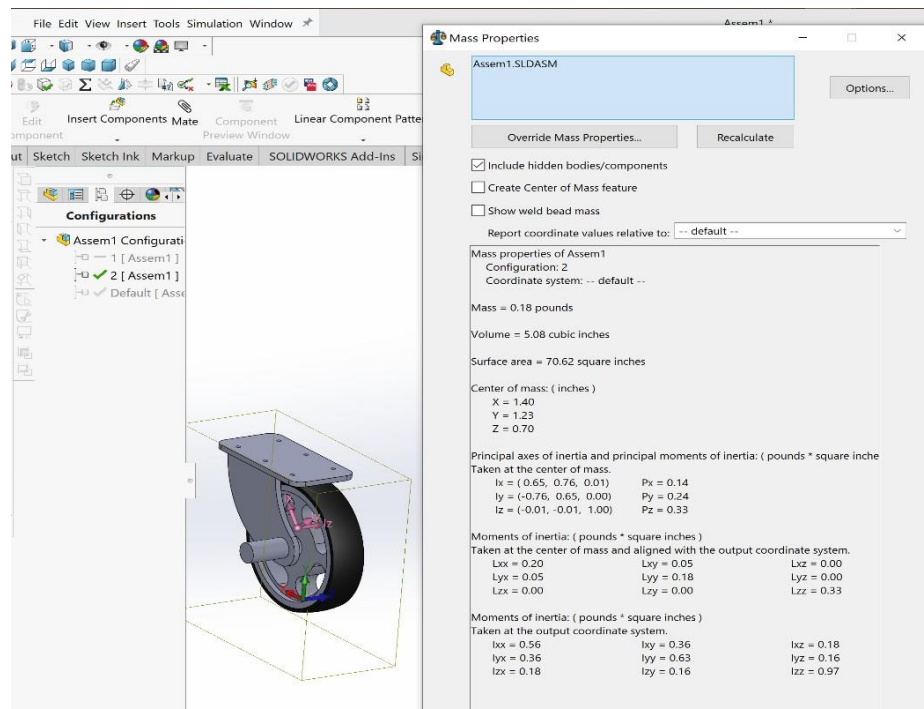 File Edit View Insert Tools Simulation Window
Assem1 *
Edit Insert Components Mate Component Linear Component Patte
omponent Preview Window
ut Sketch Sketch Ink Markup Evaluate SOLIDWORKS Add-Ins Si
Configurations
Assem1 Configurati
1 [ Assem1 ]
2 [ Assem1 ]
Default [ Asse
Mass Properties
Assem1.SLDASM
Options...
Override Mass Properties... Recalculate
Include hidden bodies/components
Create Center of Mass feature
Show weld bead mass
Report coordinate values relative to: -- default --
Mass properties of Assem1
Configuration: 2
Coordinate system: -- default --
Mass = 0.18 pounds
Volume = 5.08 cubic inches
Surface area = 70.62 square inches
Center of mass: ( inches )
X = 1.40
Y = 1.23
Z = 0.70
Principal axes of inertia and principal moments of inertia: ( pounds * square inche
Taken at the center of mass.
Ix = ( 0.65, 0.76, 0.01) Px = 0.14
Iy = (-0.76, 0.65, 0.00) Py = 0.24
Iz = (-0.01, -0.01, 1.00) Pz = 0.33
Moments of inertia: ( pounds * square inches )
Taken at the center of mass and aligned with the output coordinate system.
Lxx = 0.20 Lxy = 0.05 Lxz = 0.00
Lyx = 0.05 Lyy = 0.18 Lyz = 0.00
Lzx = 0.00 Lzy = 0.00 Lzz = 0.33
Moments of inertia: ( pounds * square inches )
Taken at the output coordinate system.
Ixx = 0.56 Ixy = 0.36 Ixz = 0.18
Iyx = 0.36 Iyy = 0.63 Iyz = 0.16
Izx = 0.18 Izy = 0.16 Izz = 0.97